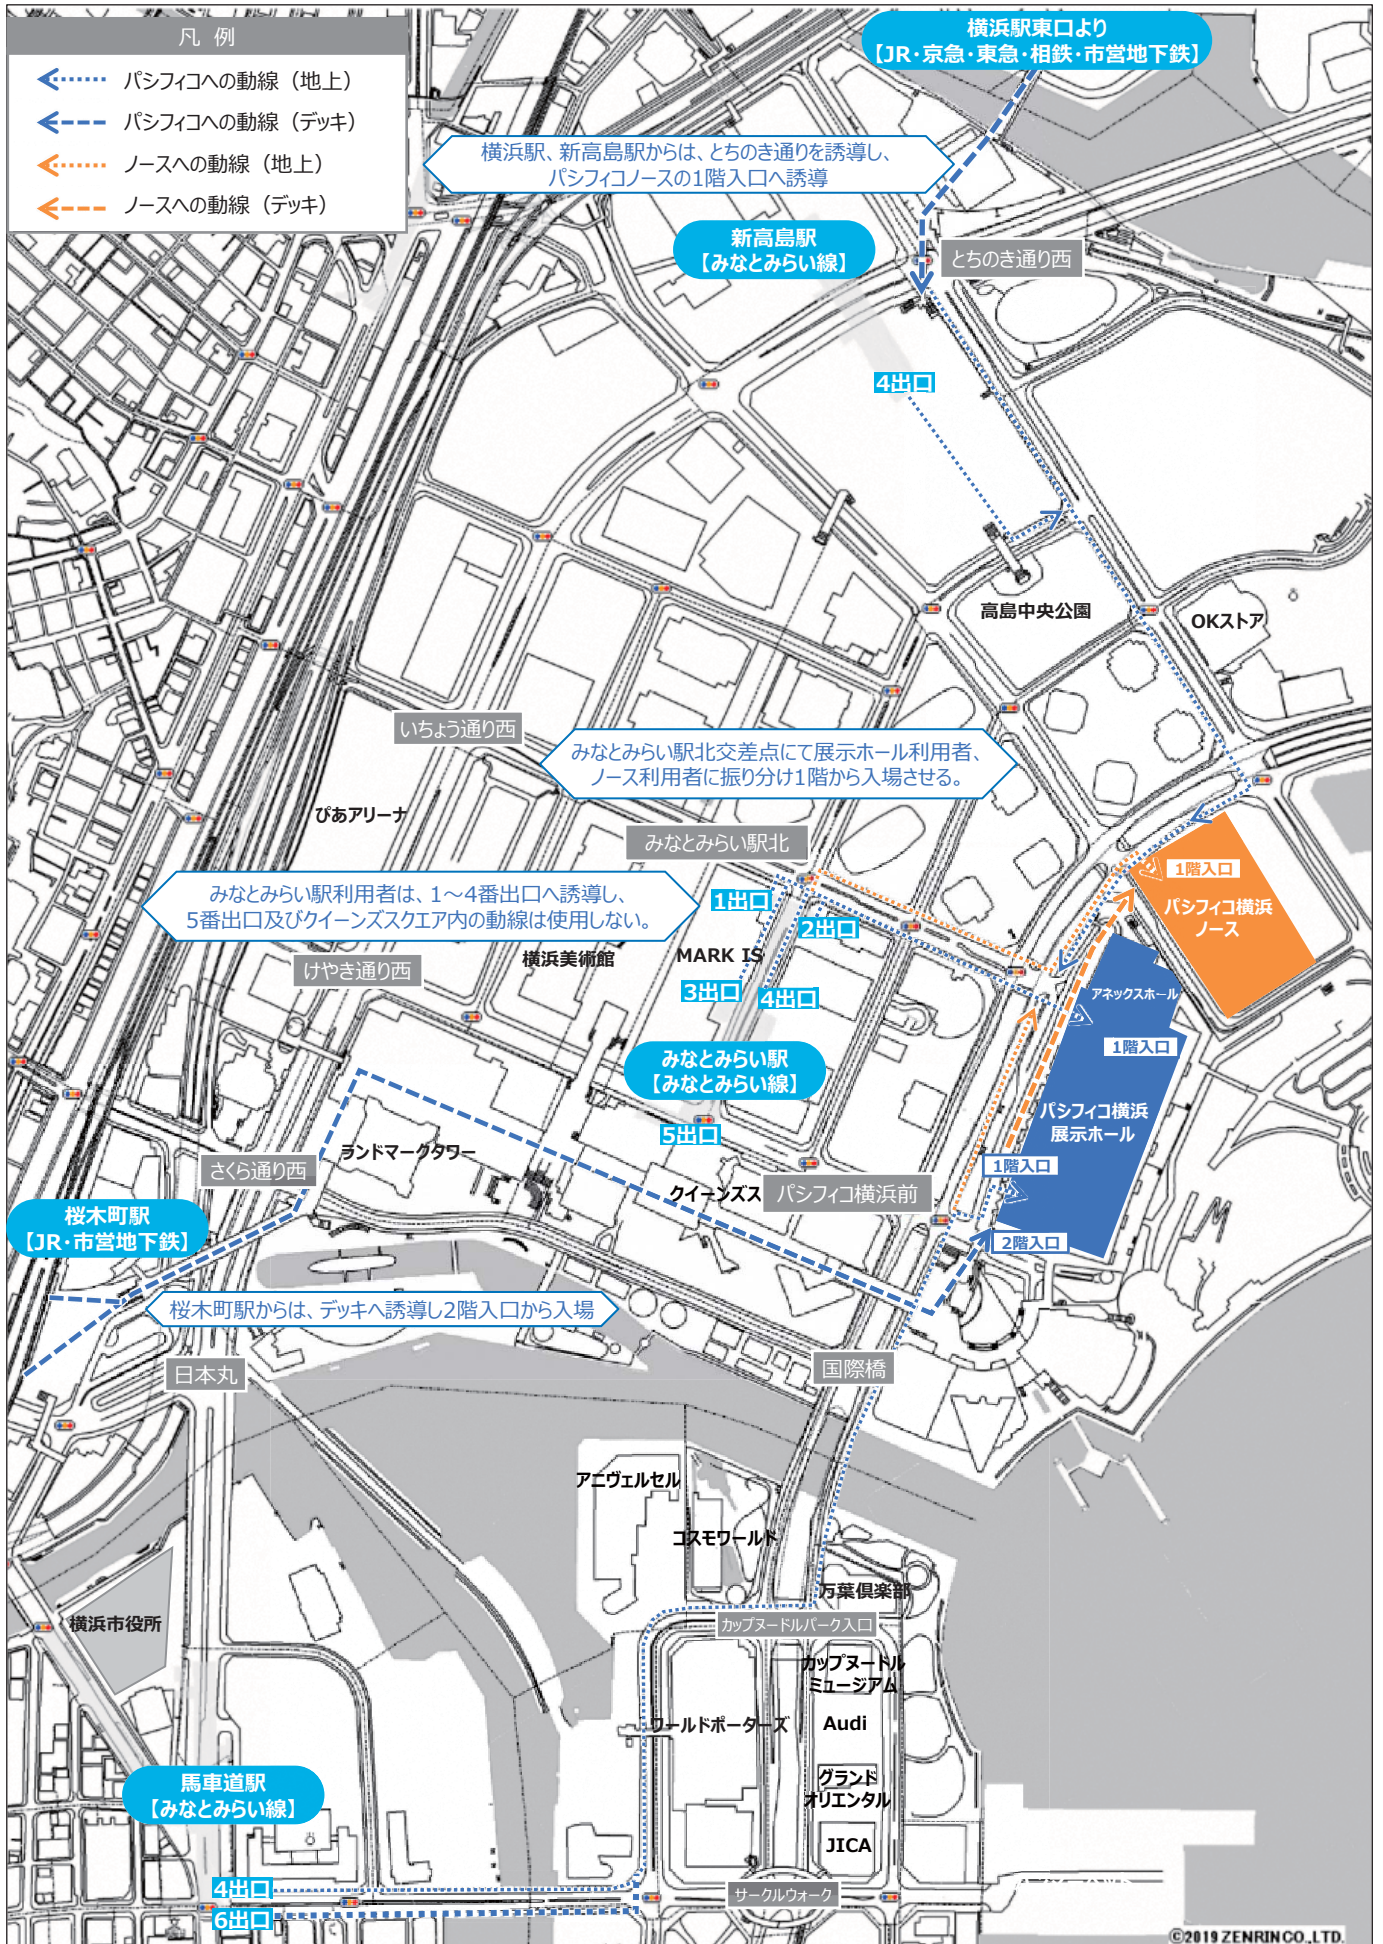 凡 例
パシフィコへの動線（地上）
パシフィコへの動線（デッキ）
ノースへの動線（地上）
ノースへの動線（デッキ）
横浜駅東口より
【JR・京急・東急・相鉄・市営地下鉄】
横浜駅、新高島駅からは、とちのき通りを誘導し、
パシフィコノースの1階入口へ誘導
新高島駅
【みなとみらい線】
とちのき通り西
4出口
高島中央公園
OKストア
いちょう通り西
みなとみらい駅北交差点にて展示ホール利用者、
ノース利用者に振り分け1階から入場させる。
ぴあアリーナ
みなとみらい駅北
みなとみらい駅利用者は、1～4番出口へ誘導し、
5番出口及びクイーンズスクエア内の動線は使用しない。
1出口
2出口
1階入口
パシフィコ横浜
ノース
けやき通り西
横浜美術館
MARK IS
3出口
4出口
アネックスホール
1階入口
みなとみらい駅
【みなとみらい線】
5出口
パシフィコ横浜
展示ホール
ランドマークタワー
さくら通り西
クイーンズス
パシフィコ横浜前
1階入口
2階入口
桜木町駅
【JR・市営地下鉄】
桜木町駅からは、デッキへ誘導し2階入口から入場
日本丸
国際橋
アニヴェルセル
コスモワールド
万葉倶楽部
横浜市役所
カップヌードルパーク入口
カップヌードル
ミュージアム
ワールドポーターズ
Audi
馬車道駅
【みなとみらい線】
グランド
オリエンタル
JICA
4出口
6出口
サークルウォーク
©2019 ZENRIN CO., LTD.